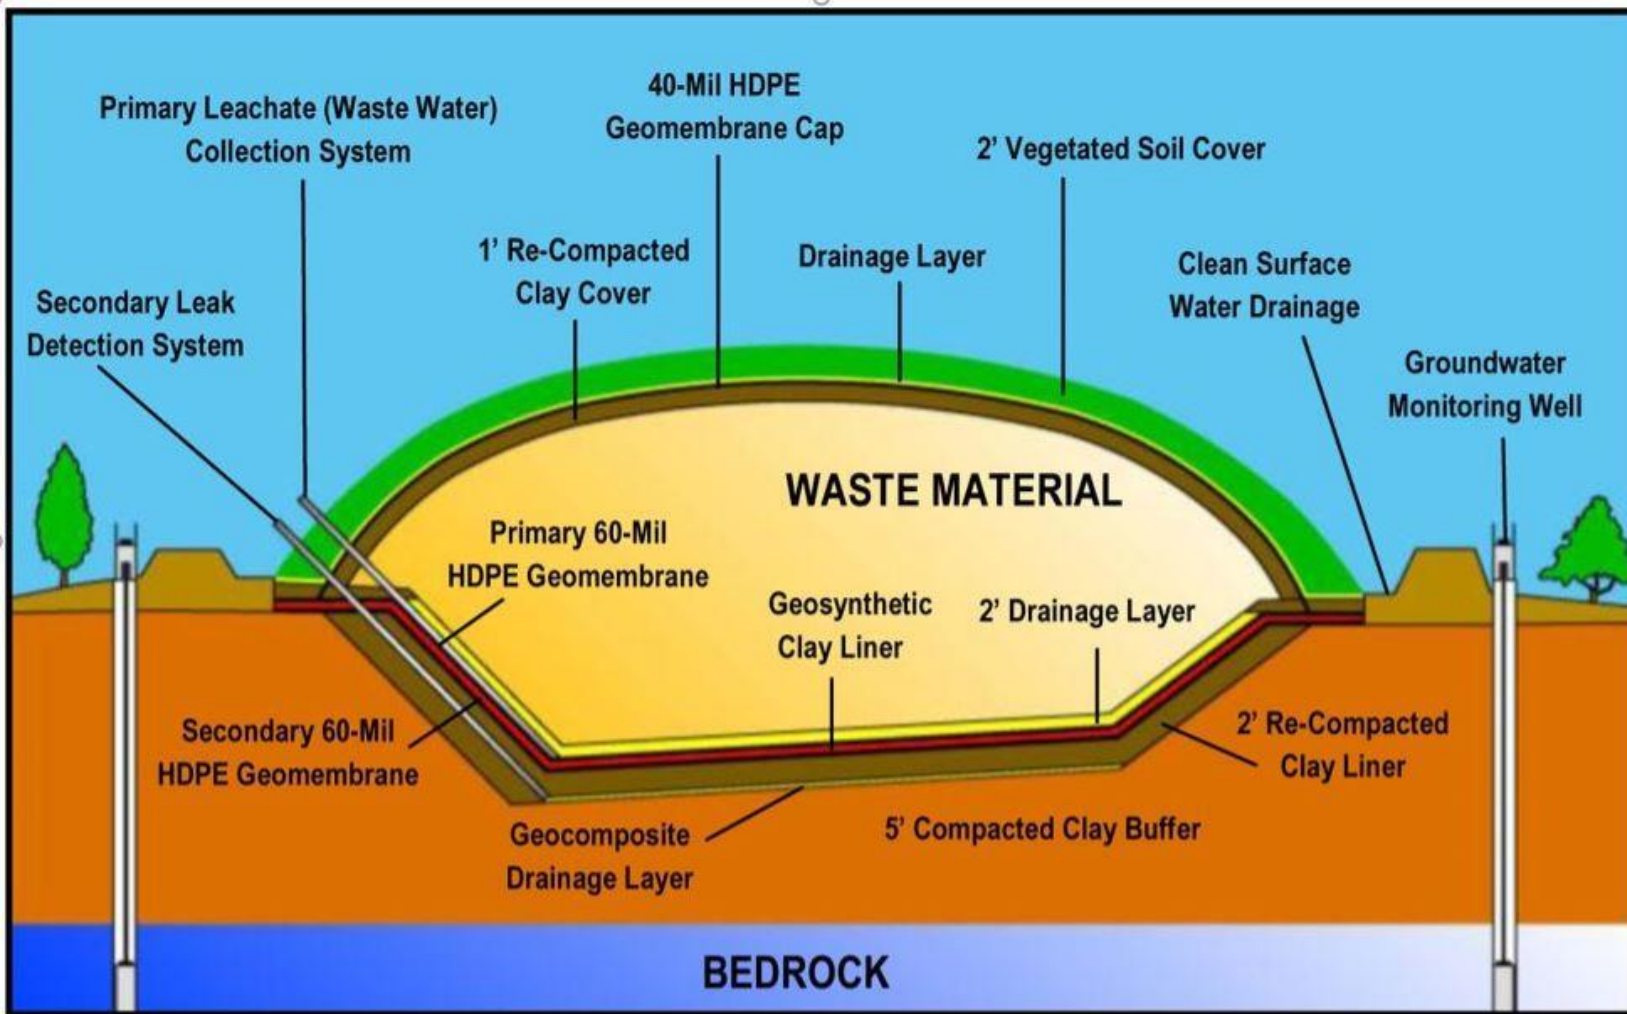 40-Mil HDPE
Geomembrane Cap
Primary Leachate (Waste Water)
Collection System
2’ Vegetated Soil Cover
1’ Re-Compacted
Clay Cover
Drainage Layer
Clean Surface
Water Drainage
Secondary Leak
Detection System
Groundwater
Monitoring Well
WASTE MATERIAL
Primary 60-Mil
HDPE Geomembrane
Geosynthetic
Clay Liner
2’ Drainage Layer
Secondary 60-Mil
HDPE Geomembrane
2’ Re-Compacted
Clay Liner
Geocomposite
Drainage Layer
5’ Compacted Clay Buffer
BEDROCK